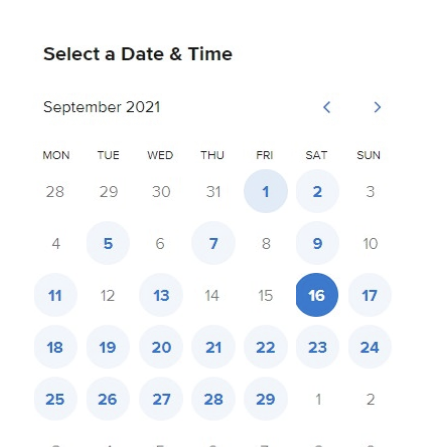 Select a Date & Time
September 2021
MON TUE WED THU FRI SAT SUN
28 29 30 31 1 2 3
4 5 6 7 8 9 10
11 12 13 14 15 16 17
18 19 20 21 22 23 24
25 26 27 28 29 1 2